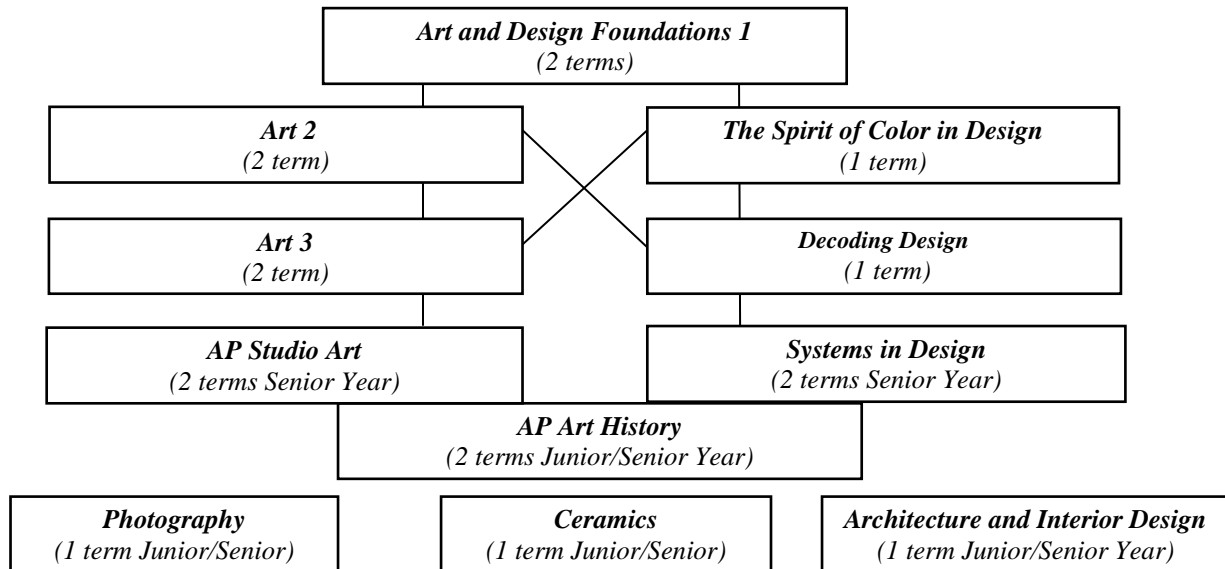 Art and Design Foundations 1
(2 terms)
Art 2
(2 term)
The Spirit of Color in Design
(1 term)
Art 3
(2 term)
Decoding Design
(1 term)
AP Studio Art
(2 terms Senior Year)
Systems in Design
(2 terms Senior Year)
AP Art History
(2 terms Junior/Senior Year)
Photography
(1 term Junior/Senior)
Ceramics
(1 term Junior/Senior)
Architecture and Interior Design
(1 term Junior/Senior Year)